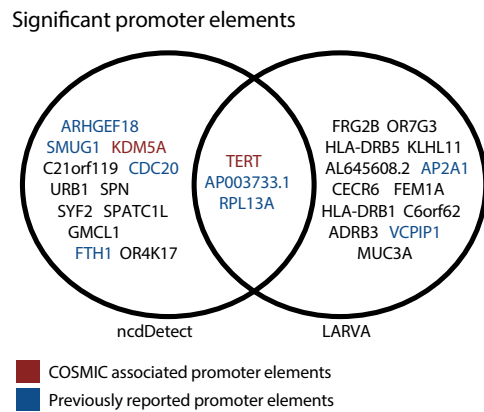 Significant promoter elements
ARHGEF18
SMUG1 KDM5A
C21orf119 CDC20
URB1 SPN
SYF2 SPATC1L
GMCL1
FTH1 OR4K17
TERT
AP003733.1
RPL13A
FRG2B OR7G3
HLA-DRB5 KLHL11
AL645608.2 AP2A1
CECR6 FEM1A
HLA-DRB1 C6orf62
ADRB3 VCPIP1
MUC3A
ncdDetect
LARVA
COSMIC associated promoter elements
Previously reported promoter elements